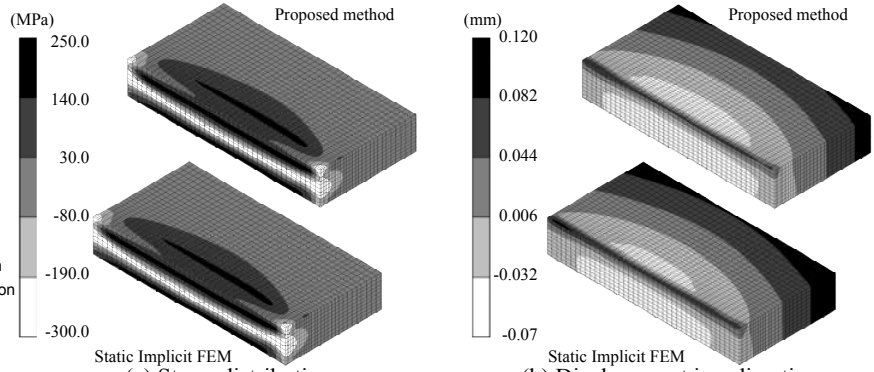 (MPa)
Proposed method
250.0
140.0
30.0
-80.0
-190.0
-300.0
Static Implicit FEM
(mm)
Proposed method
0.120
0.082
0.044
0.006
-0.032
-0.07
Static Implicit FEM